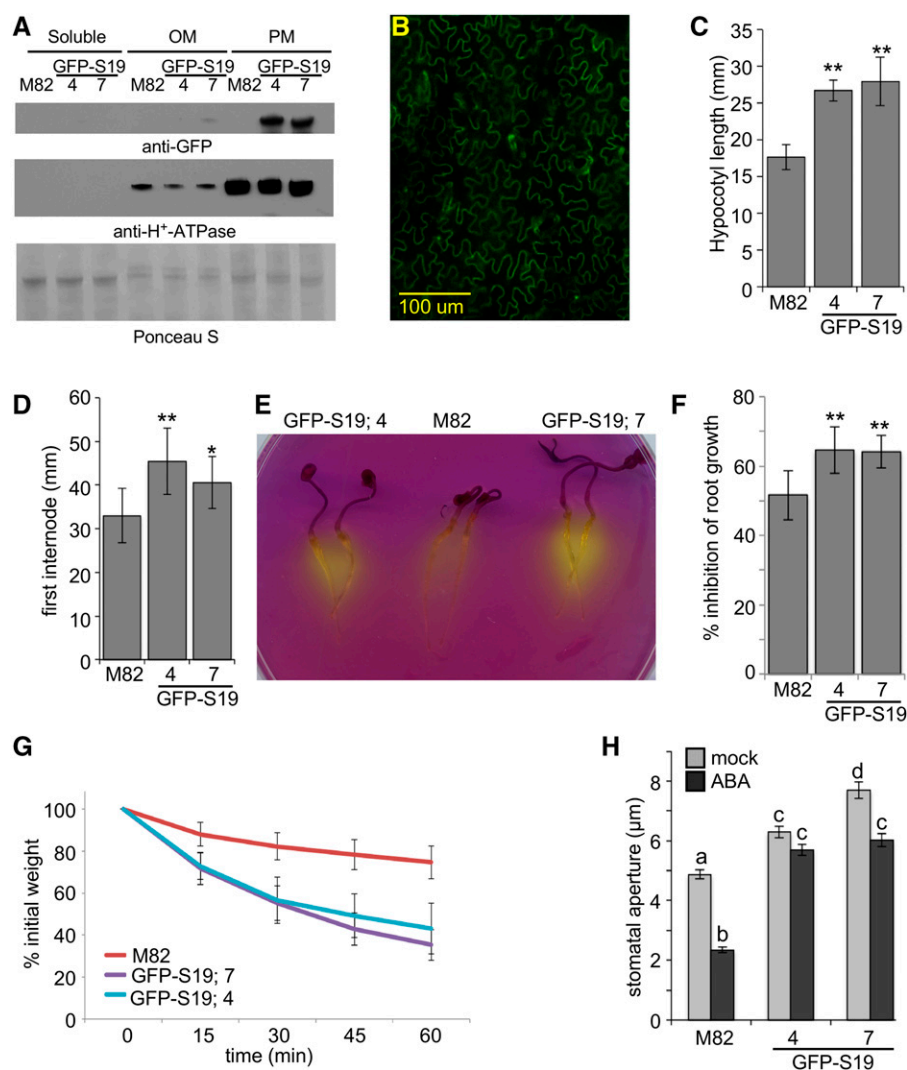 A
Soluble OM PM
GFP-S19 GFP-S19 GFP-S19
M82 4 7 M82 4 7 M82 4 7
anti-GFP
anti-H+-ATPase
Ponceau S
B
100 um
C
Hypocotyl length (mm)
35
30
25
20
15
10
5
0
**
**
M82 4 7
GFP-S19
D
first internode (mm)
60
50
40
30
20
10
0
**
*
M82 4 7
GFP-S19
E
GFP-S19; 4 M82 GFP-S19; 7
F
% inhibition of root growth
80
60
40
20
0
**
**
M82 4 7
GFP-S19
G
% initial weight
100
80
60
40
20
0
M82
GFP-S19; 7
GFP-S19; 4
0 15 30 45 60
time (min)
H
mock
ABA
stomatal aperture (μm)
8
6
4
2
0
a
b
c
c
d
c
M82 4 7
GFP-S19